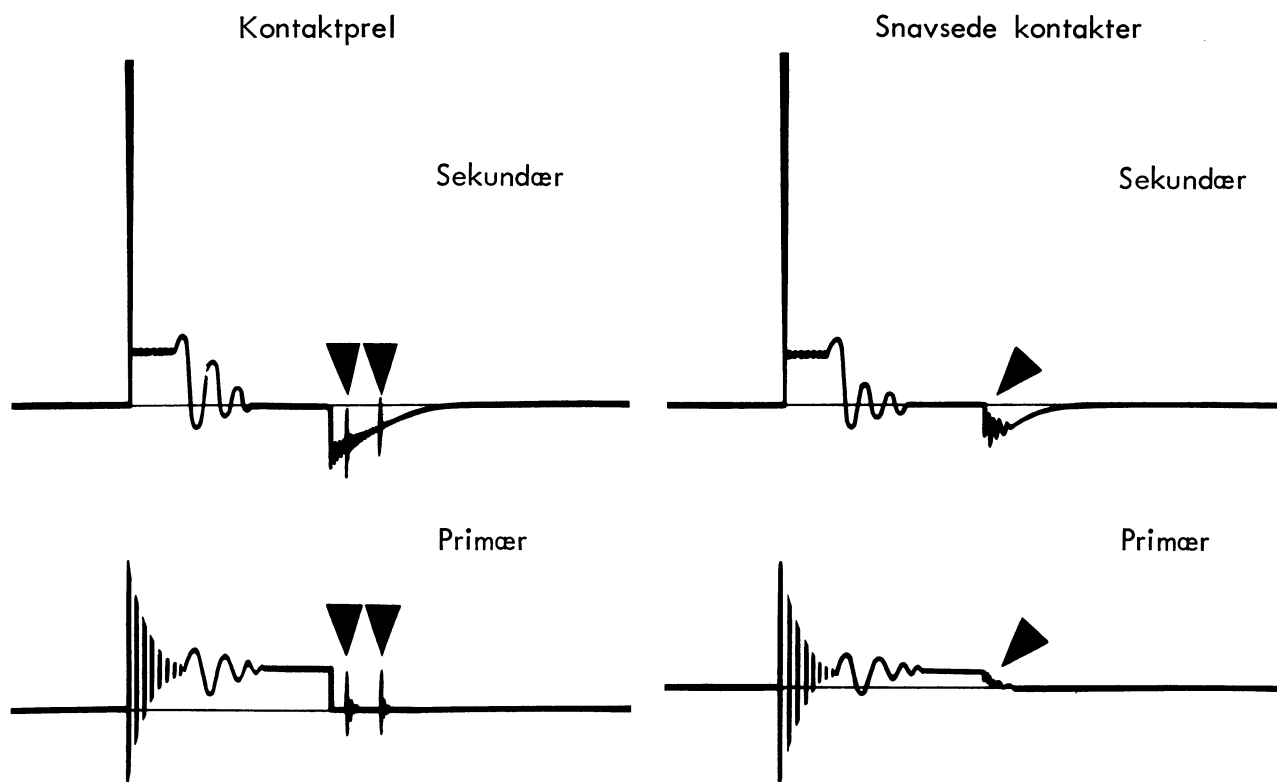 Kontaktprel
Sekundær
Primær
Snavsede kontakter
Sekundær
Primær